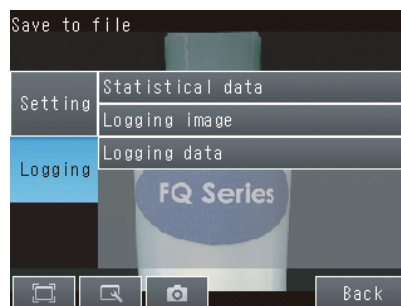 Save to file
Setting
Statistical data
Logging image
Logging
Logging data
FQ Series
Back